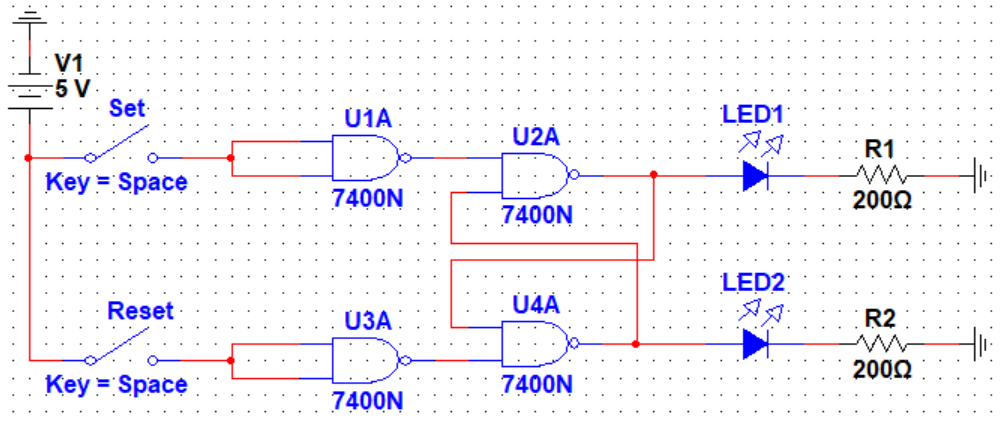 V1
5 V
Set
Key = Space
U1A
7400N
U2A
7400N
LED1
R1
200Ω
Reset
Key = Space
U3A
7400N
U4A
7400N
LED2
R2
200Ω